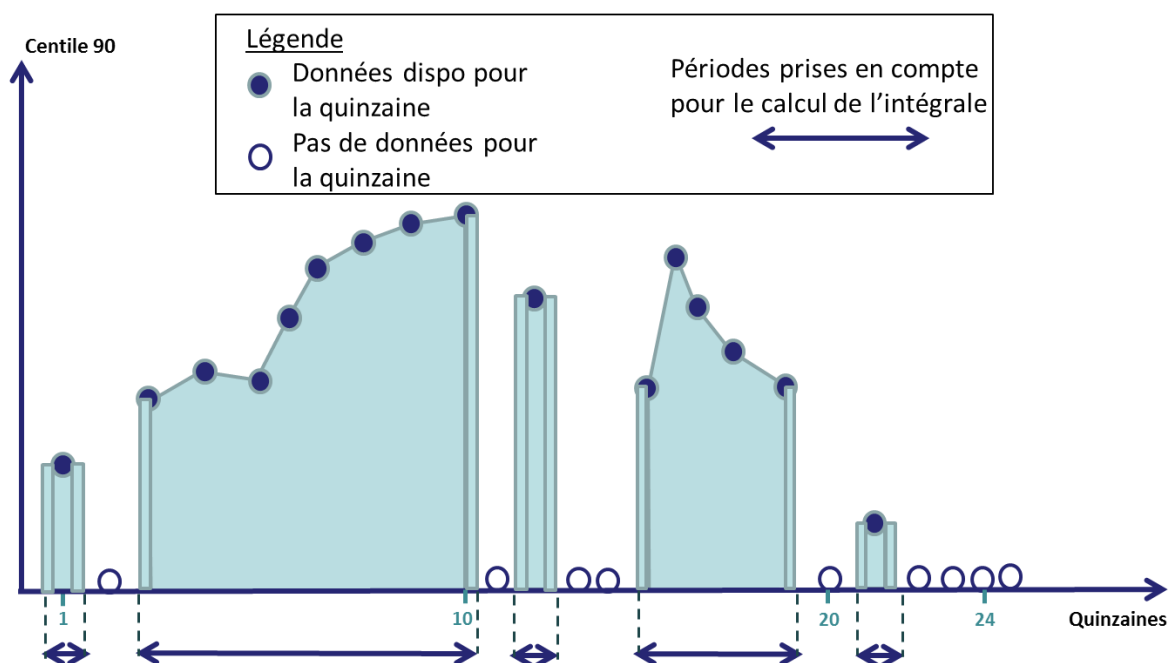 Centile 90
Légende
Données dispo pour
la quinzaine
Pas de données pour
la quinzaine
Périodes prises en compte
pour le calcul de l'intégrale
1
10
20
24
Quinzaines